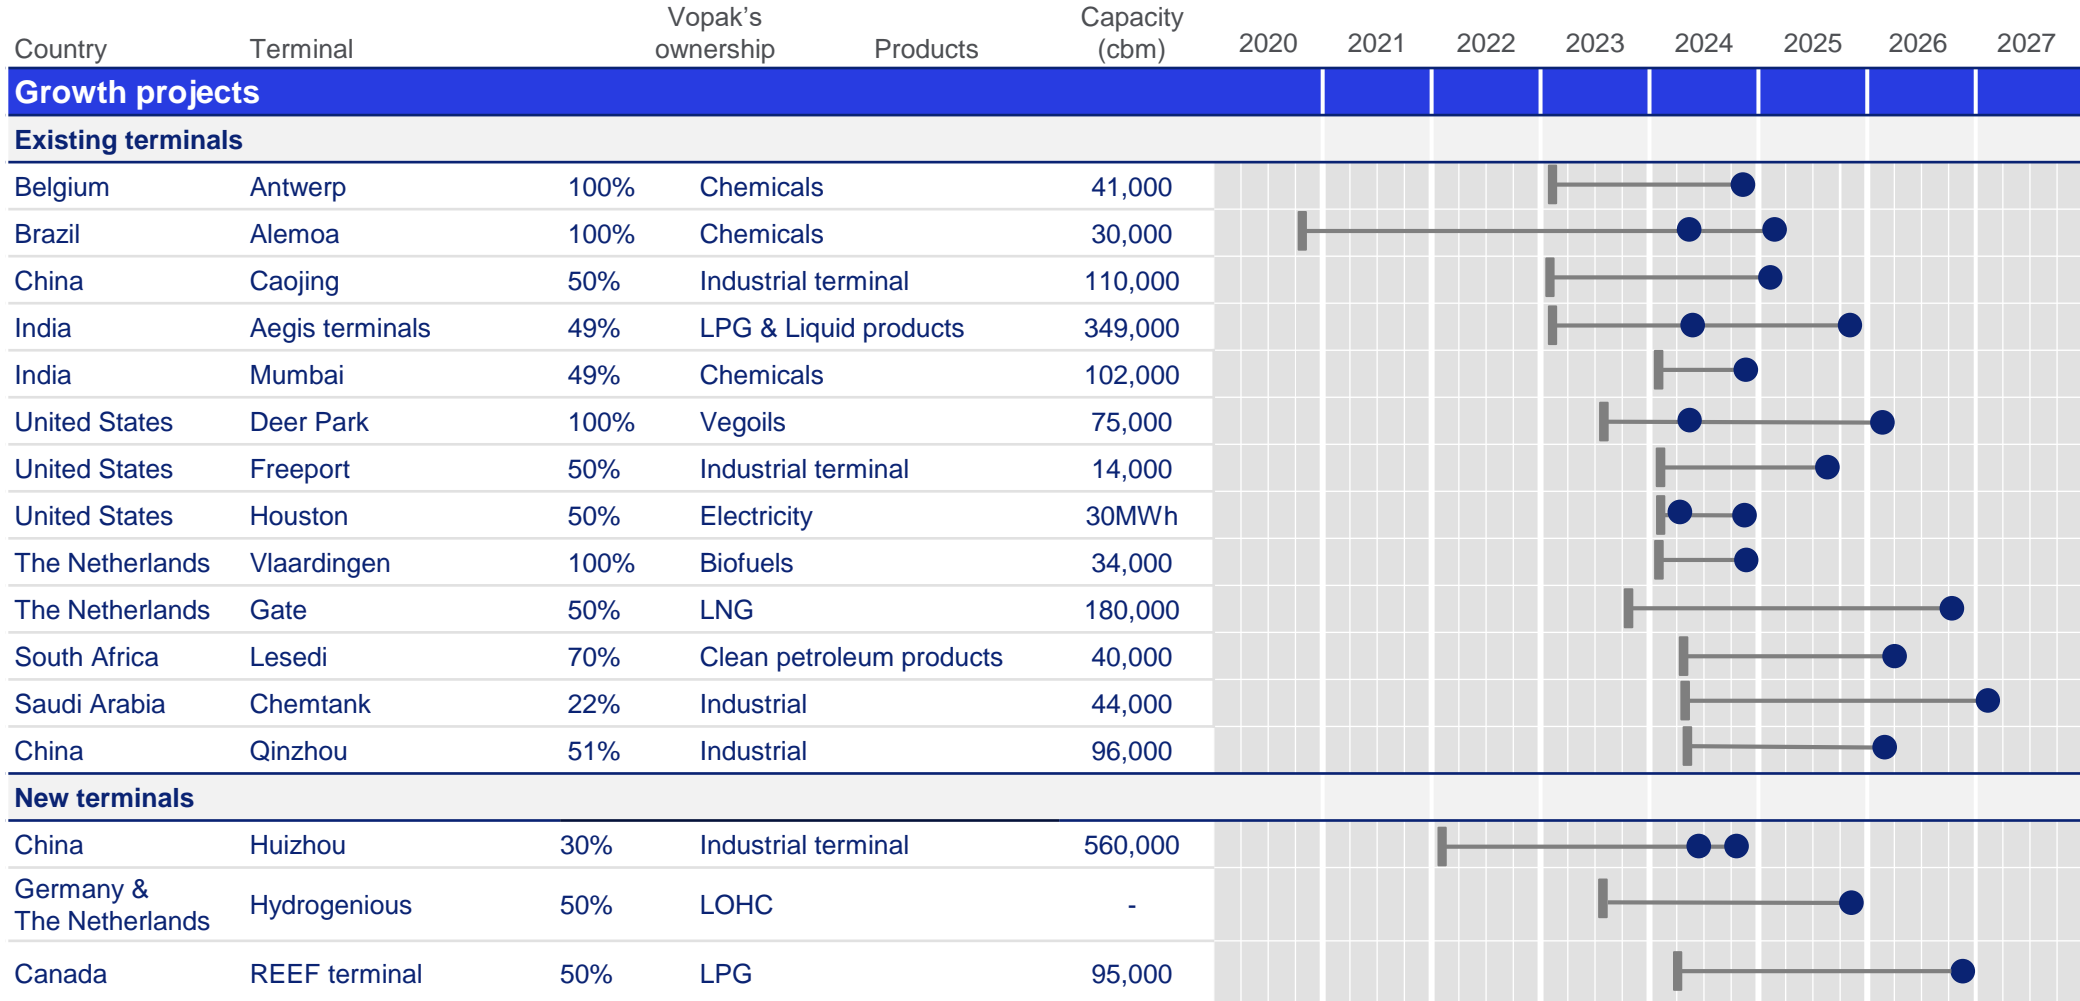 Country Terminal Vopak's ownership Products Capacity (cbm) 2020 2021 2022 2023 2024 2025 2026 2027
Growth projects
Existing terminals
Belgium Antwerp 100% Chemicals 41,000
Brazil Alemoa 100% Chemicals 30,000
China Caojing 50% Industrial terminal 110,000
India Aegis terminals 49% LPG & Liquid products 349,000
India Mumbai 49% Chemicals 102,000
United States Deer Park 100% Vegoils 75,000
United States Freeport 50% Industrial terminal 14,000
United States Houston 50% Electricity 30MWh
The Netherlands Vlaardingen 100% Biofuels 34,000
The Netherlands Gate 50% LNG 180,000
South Africa Lesedi 70% Clean petroleum products 40,000
Saudi Arabia Chemtank 22% Industrial 44,000
China Qinzhou 51% Industrial 96,000
New terminals
China Huizhou 30% Industrial terminal 560,000
Germany &
The Netherlands Hydrogenious 50% LOHC -
Canada REEF terminal 50% LPG 95,000